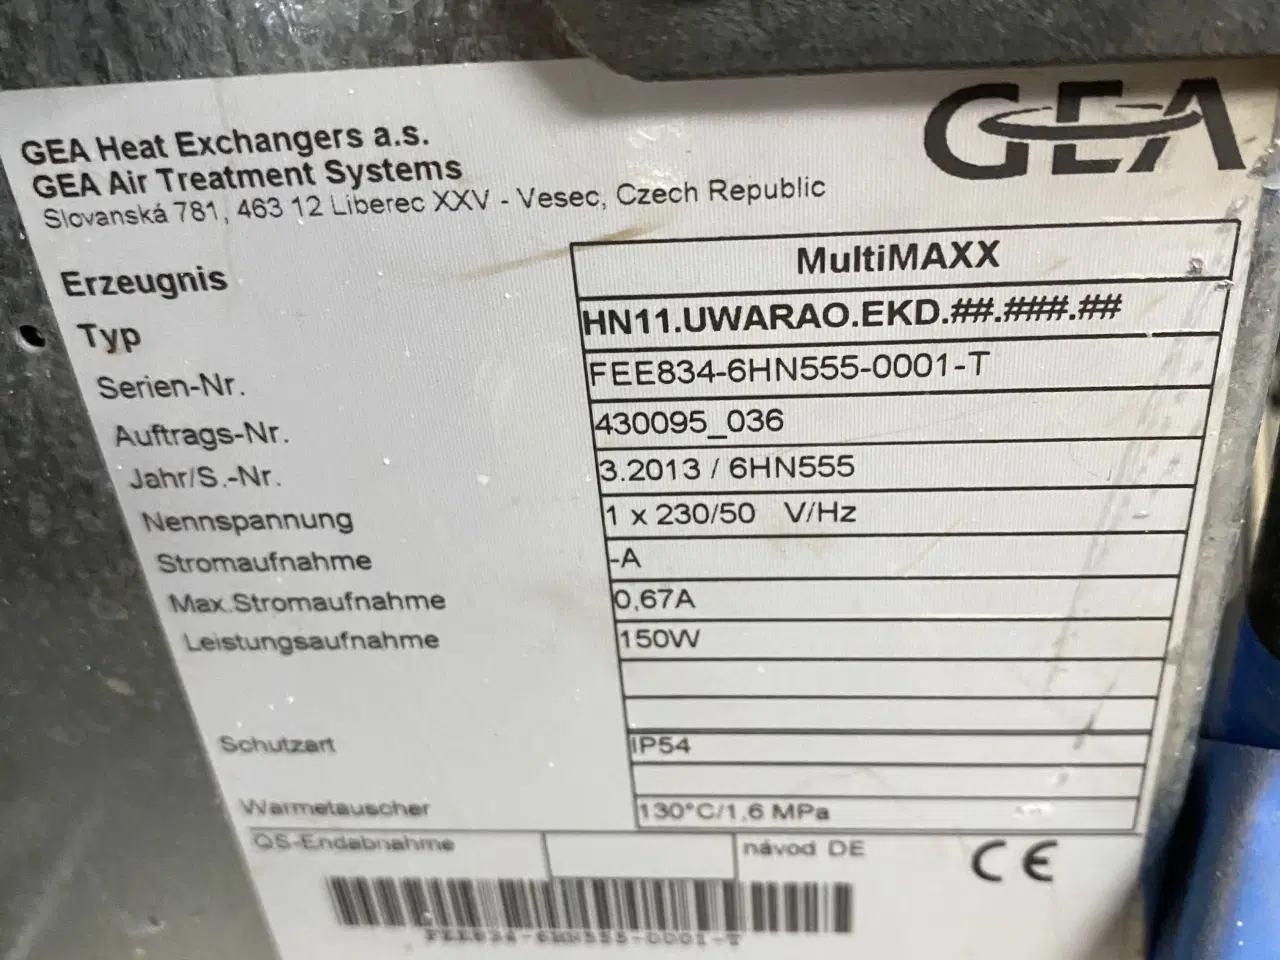 GEA Heat Exchangers a.s.
GEA Air Treatment Systems
Slovanská 781, 463 12 Liberec XXV - Vesec, Czech Republic
GEA
Erzeugnis MultiMAXX
Typ HN11.UWARAO.EKD.##.###.##
Serien-Nr. FEE834-6HN555-0001-T
Auftrags-Nr. 430095_036
Jahr/S.-Nr. 3.2013 / 6HN555
Nennspannung 1 x 230/50 V/Hz
Stromaufnahme -A
Max.Stromaufnahme 0,67A
Leistungsaufnahme 150W
Schutzart IP54
Warmetauscher 130°C/1,6 MPa
QS-Endabnahme návod DE CE
FEE834-6HN555-0001-T